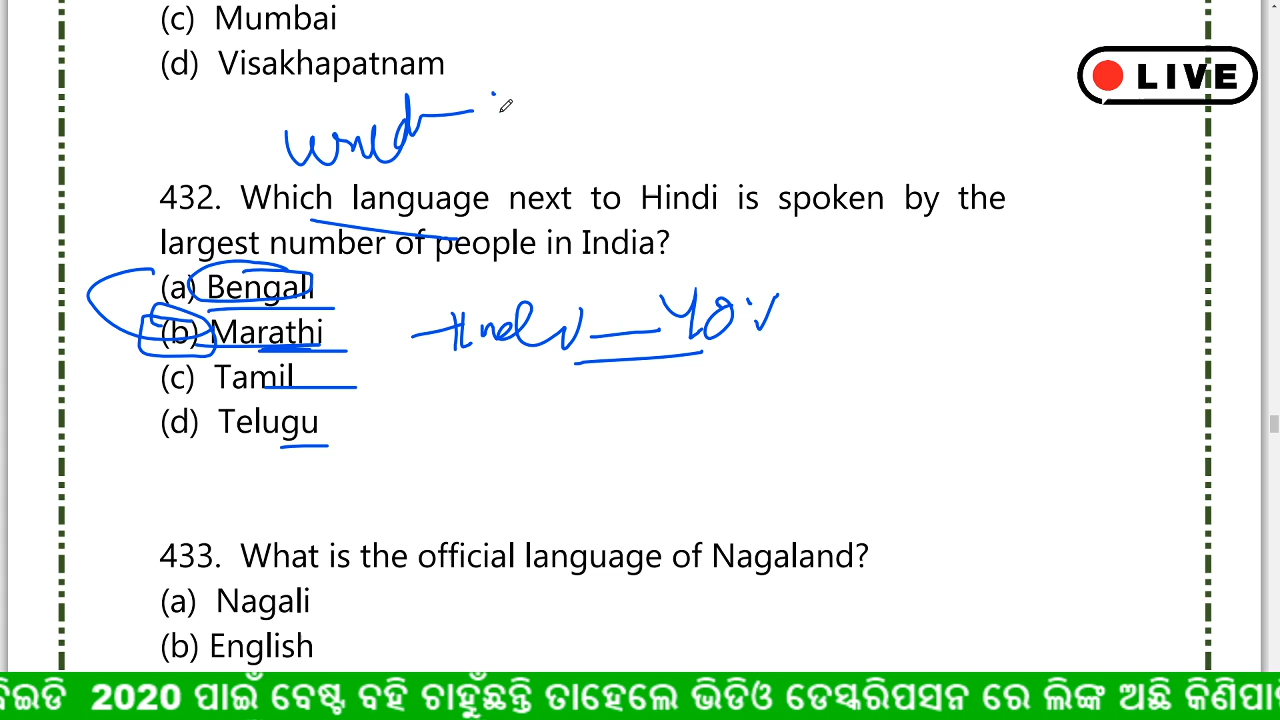 (c) Mumbai
(d) Visakhapatnam
LIVE
432. Which language next to Hindi is spoken by the
largest number of people in India?
(a) Bengali
(b) Marathi
(c) Tamil
(d) Telugu
433. What is the official language of Nagaland?
(a) Nagali
(b) English
ବିଇଡି 2020 ପାଇଁ ବେଷ୍ଟ ବହି ଚାହୁଁଛନ୍ତି ତାହେଲେ ଭିଡିଓ ଡେସ୍କରିପସନ ରେ ଲିଙ୍କ ଅଛି